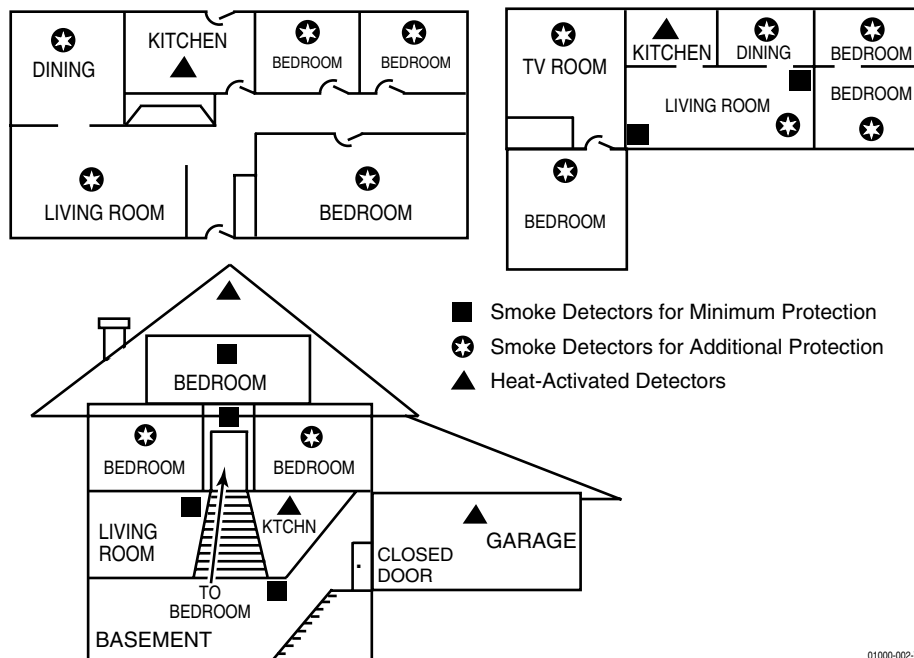 DINING
KITCHEN
BEDROOM
BEDROOM
LIVING ROOM
BEDROOM
TV ROOM
KITCHEN
DINING
BEDROOM
LIVING ROOM
BEDROOM
BEDROOM
Smoke Detectors for Minimum Protection
Smoke Detectors for Additional Protection
Heat-Activated Detectors
BEDROOM
BEDROOM
BEDROOM
LIVING
ROOM
KTCHN
TO
BEDROOM
BASEMENT
CLOSED
DOOR
GARAGE